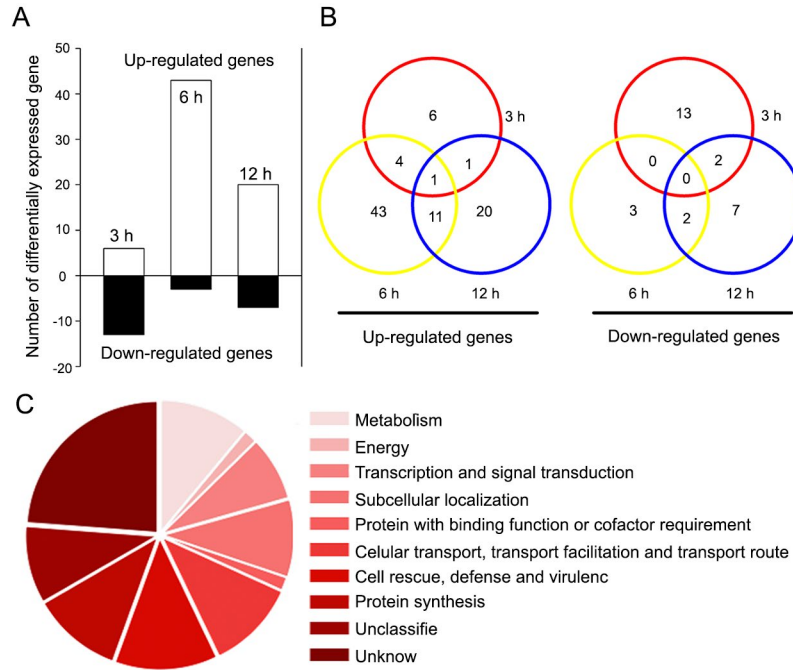 A
Number of differentially expressed gene
50
40
30
20
10
0
-10
-20
Up-regulated genes
3 h
6 h
12 h
Down-regulated genes
B
6
3 h
4
1
1
43
11
20
6 h
12 h
Up-regulated genes
13
3 h
0
2
0
3
2
7
6 h
12 h
Down-regulated genes
C
Metabolism
Energy
Transcription and signal transduction
Subcellular localization
Protein with binding function or cofactor requirement
Celular transport, transport facilitation and transport route
Cell rescue, defense and virulenc
Protein synthesis
Unclassifie
Unknow